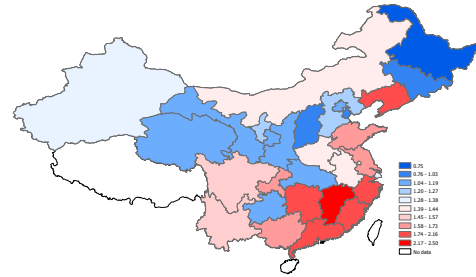 0.75
0.76 - 1.03
1.04 - 1.19
1.20 - 1.27
1.28 - 1.38
1.39 - 1.44
1.45 - 1.57
1.58 - 1.73
1.74 - 2.16
2.17 - 2.50
No data